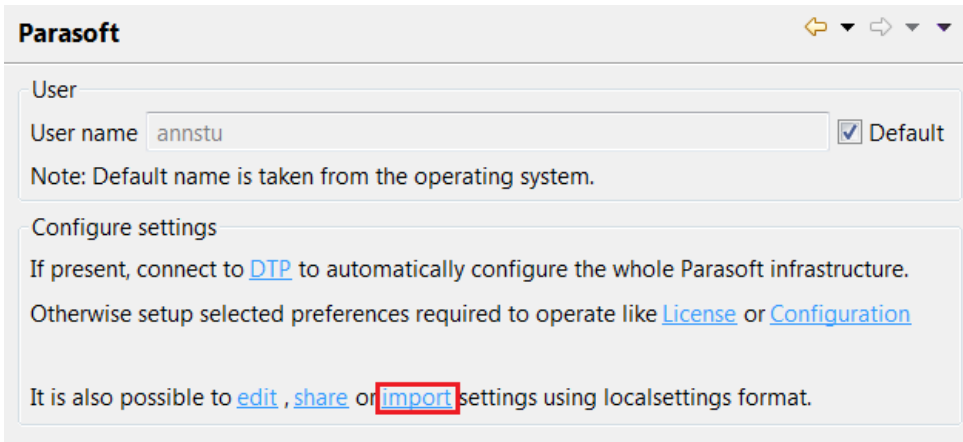 Parasoft
User
User name annstu Default
Note: Default name is taken from the operating system.
Configure settings
If present, connect to DTP to automatically configure the whole Parasoft infrastructure.
Otherwise setup selected preferences required to operate like License or Configuration
It is also possible to edit , share or import settings using localsettings format.